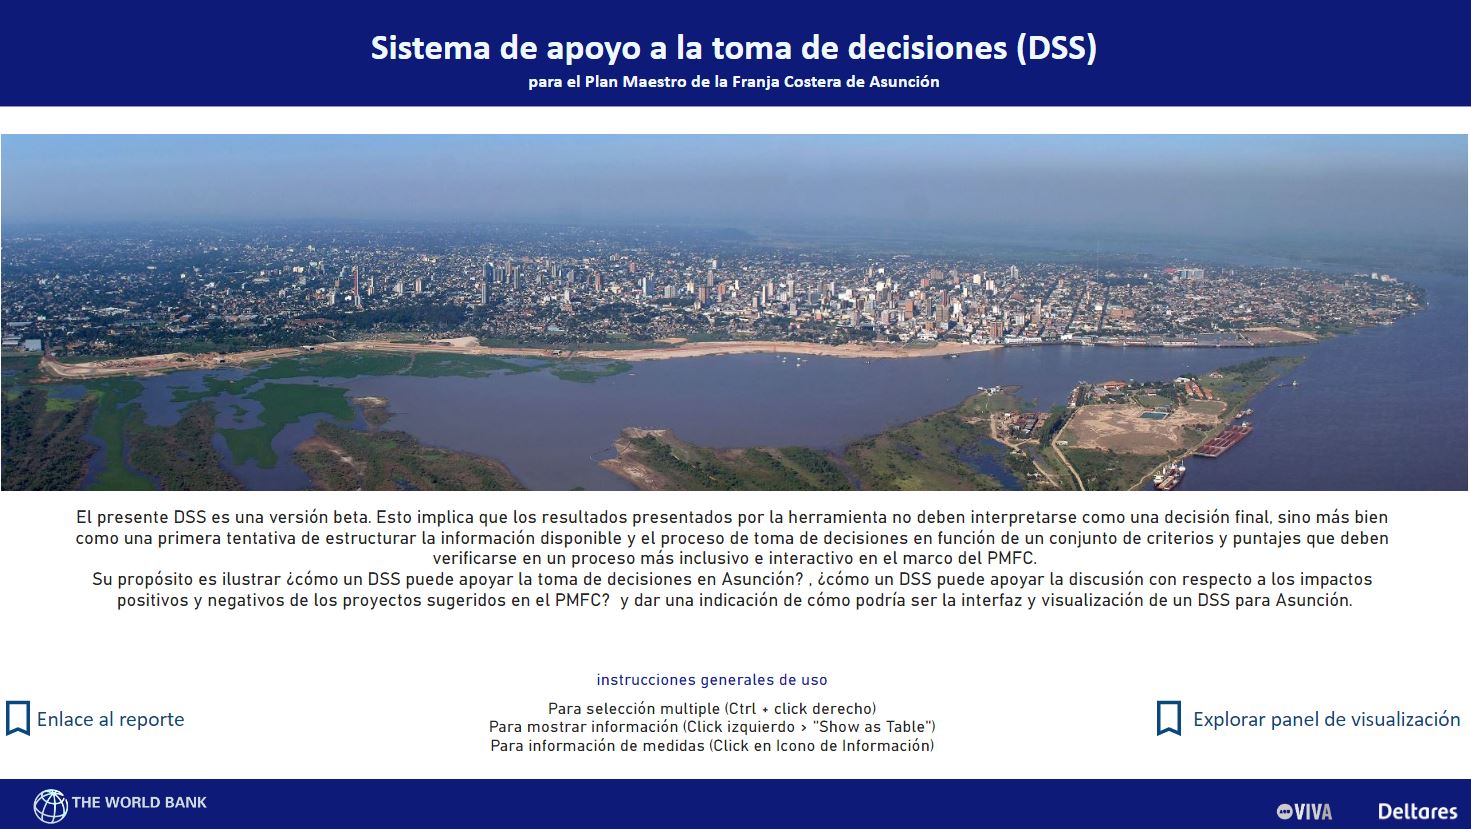 Sistema de apoyo a la toma de decisiones (DSS)
para el Plan Maestro de la Franja Costera de Asunción
El presente DSS es una versión beta. Esto implica que los resultados presentados por la herramienta no deben interpretarse como una decisión final, sino más bien
como una primera tentativa de estructurar la información disponible y el proceso de toma de decisiones en función de un conjunto de criterios y puntajes que deben
verificarse en un proceso más inclusivo e interactivo en el marco del PMFC.
Su propósito es ilustrar ¿cómo un DSS puede apoyar la toma de decisiones en Asunción? , ¿cómo un DSS puede apoyar la discusión con respecto a los impactos
positivos y negativos de los proyectos sugeridos en el PMFC?  y dar una indicación de cómo podría ser la interfaz y visualización de un DSS para Asunción.
instrucciones generales de uso
Para selección multiple (Ctrl + click derecho)
Para mostrar información (Click izquierdo > "Show as Table")
Para información de medidas (Click en Icono de Información)
Enlace al reporte
Explorar panel de visualización
THE WORLD BANK
VIVA
Deltares